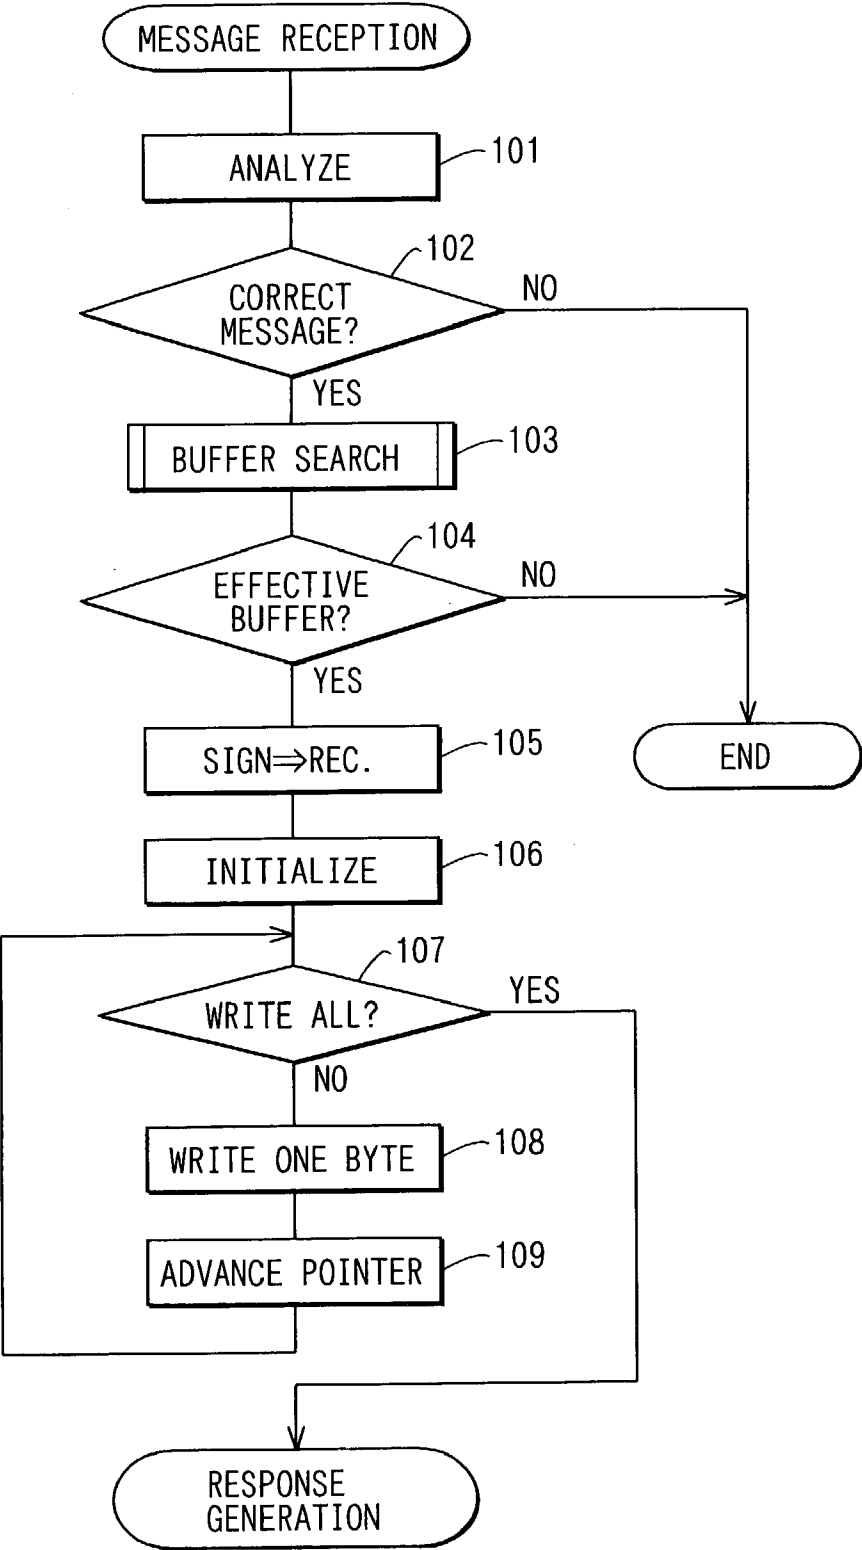 MESSAGE RECEPTION
ANALYZE
101
102
CORRECT
MESSAGE?
NO
YES
BUFFER SEARCH
103
104
EFFECTIVE
BUFFER?
NO
YES
SIGN⇒REC.
105
END
INITIALIZE
106
107
WRITE ALL?
YES
NO
WRITE ONE BYTE
108
ADVANCE POINTER
109
RESPONSE
GENERATION